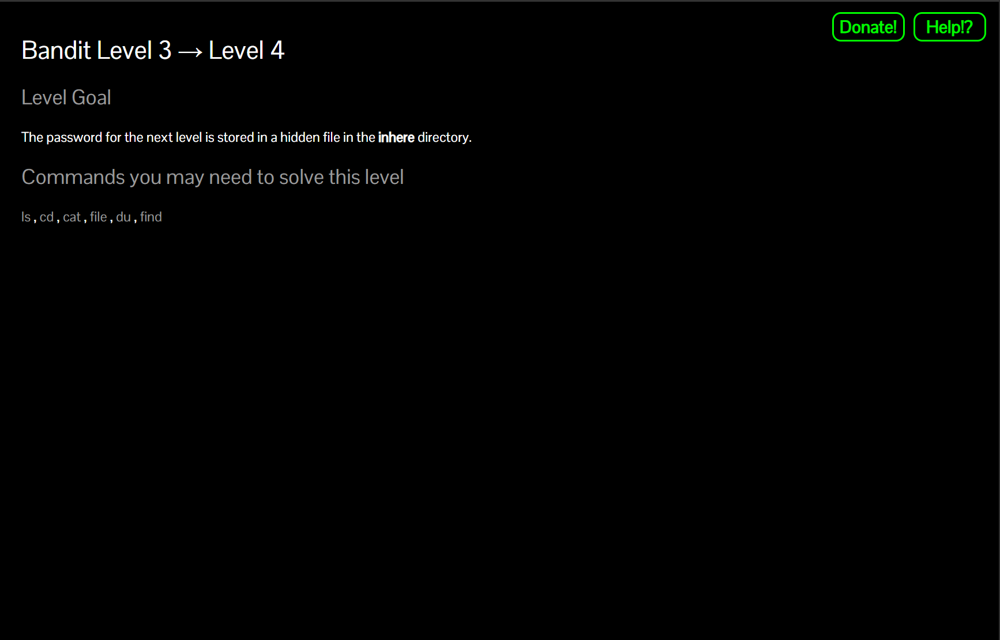 Donate! Help!?
Bandit Level 3 → Level 4
Level Goal
The password for the next level is stored in a hidden file in the inhere directory.
Commands you may need to solve this level
ls , cd , cat , file , du , find